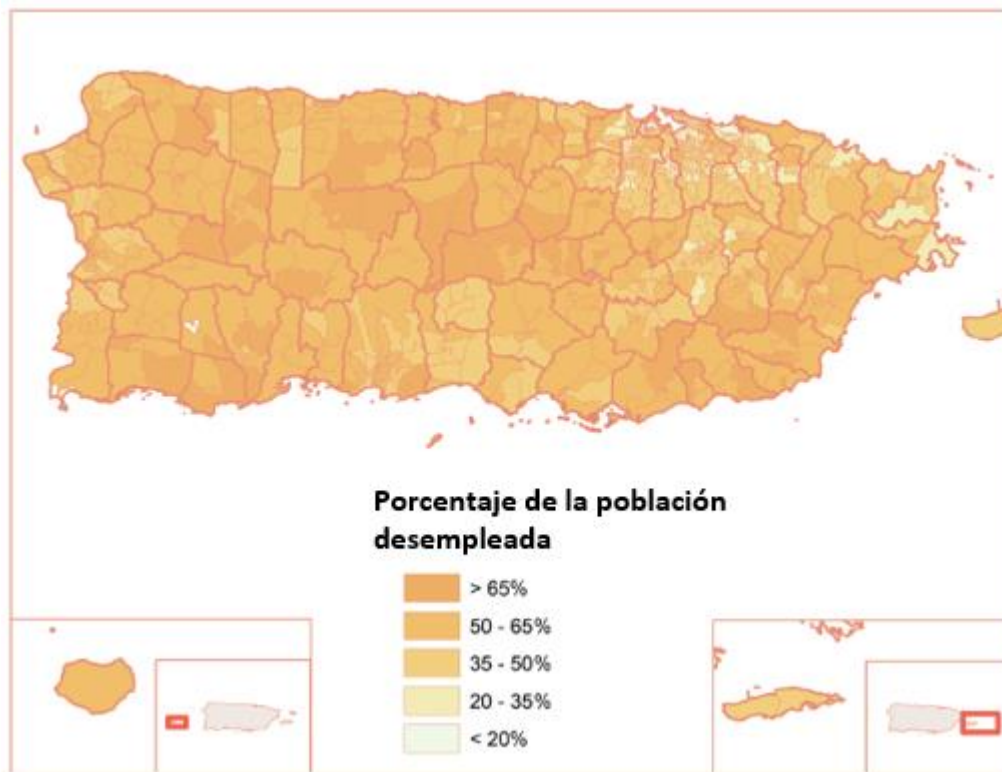 Porcentaje de la población
desempleada
> 65%
50 - 65%
35 - 50%
20 - 35%
< 20%